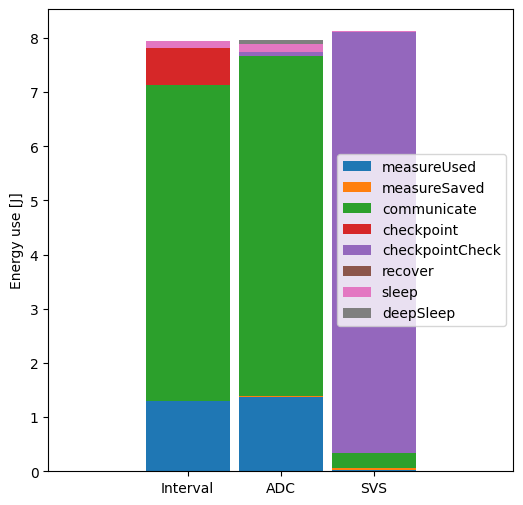 8
7
6
5
4
3
2
1
0
Energy use [J]
measureUsed
measureSaved
communicate
checkpoint
checkpointCheck
recover
sleep
deepSleep
Interval ADC SVS